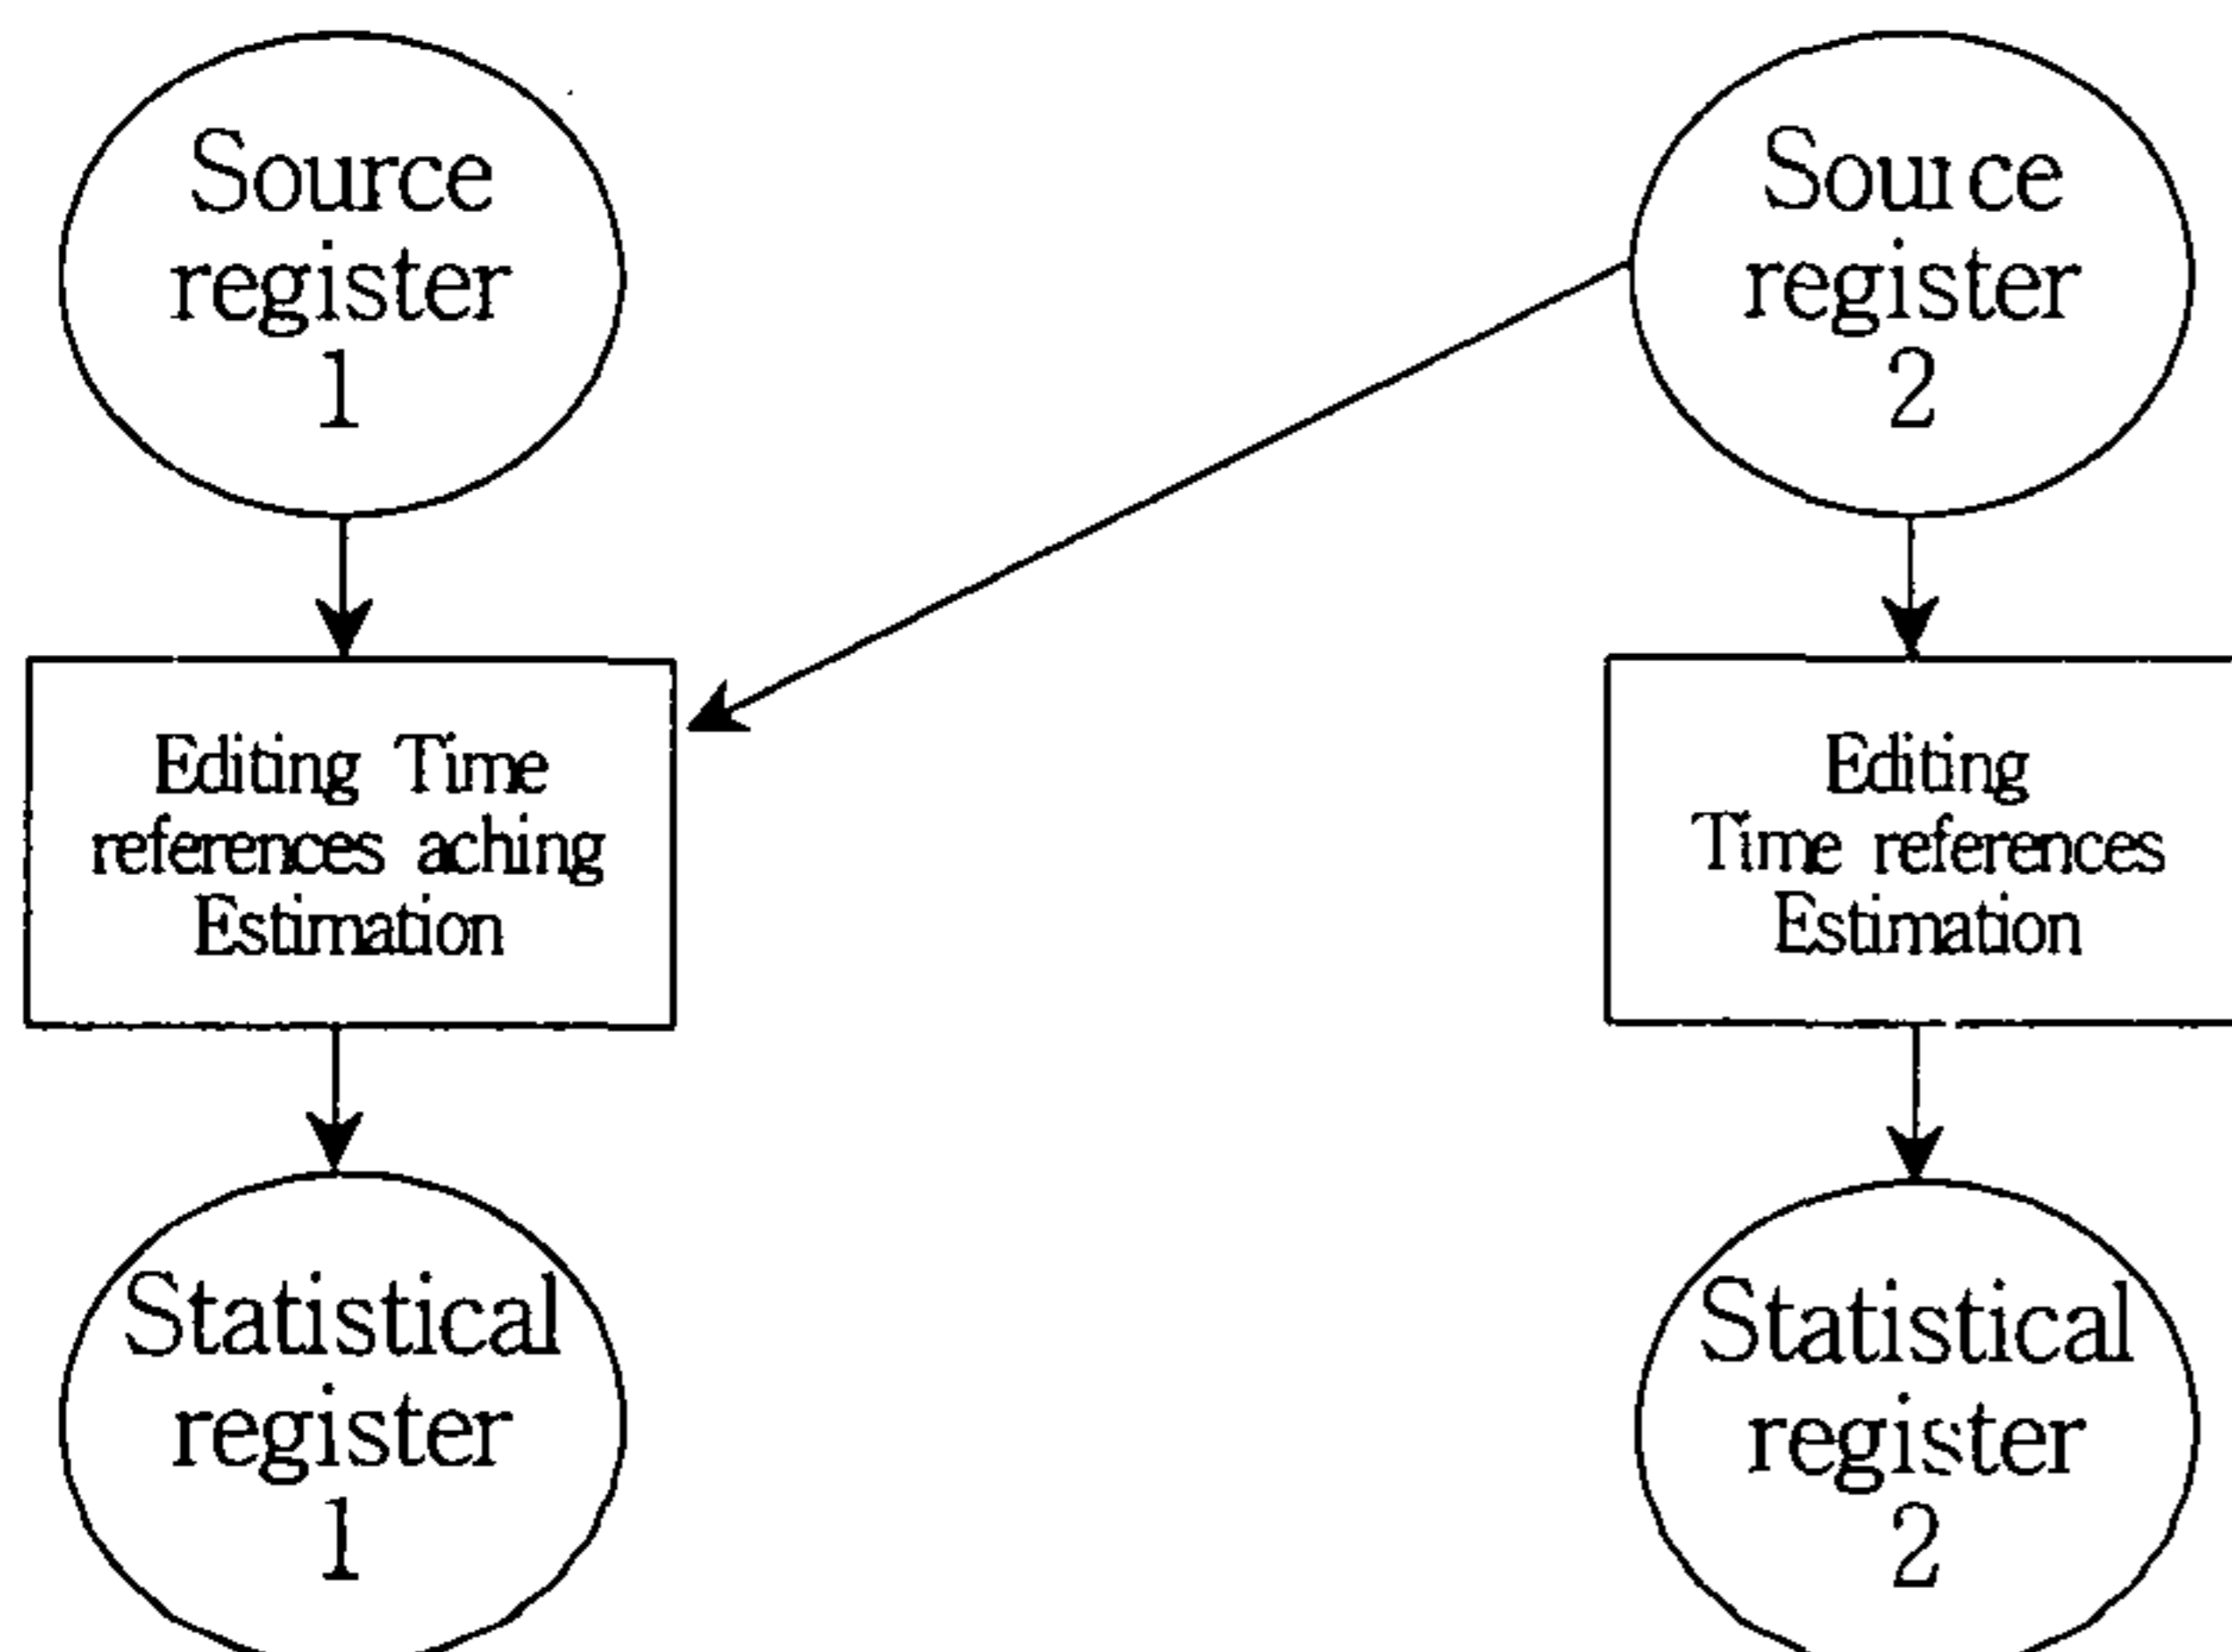 Source
register
1
Source
register
2
Editing Time
references aching
Estimation
Editing
Time references
Estimation
Statistical
register
1
Statistical
register
2